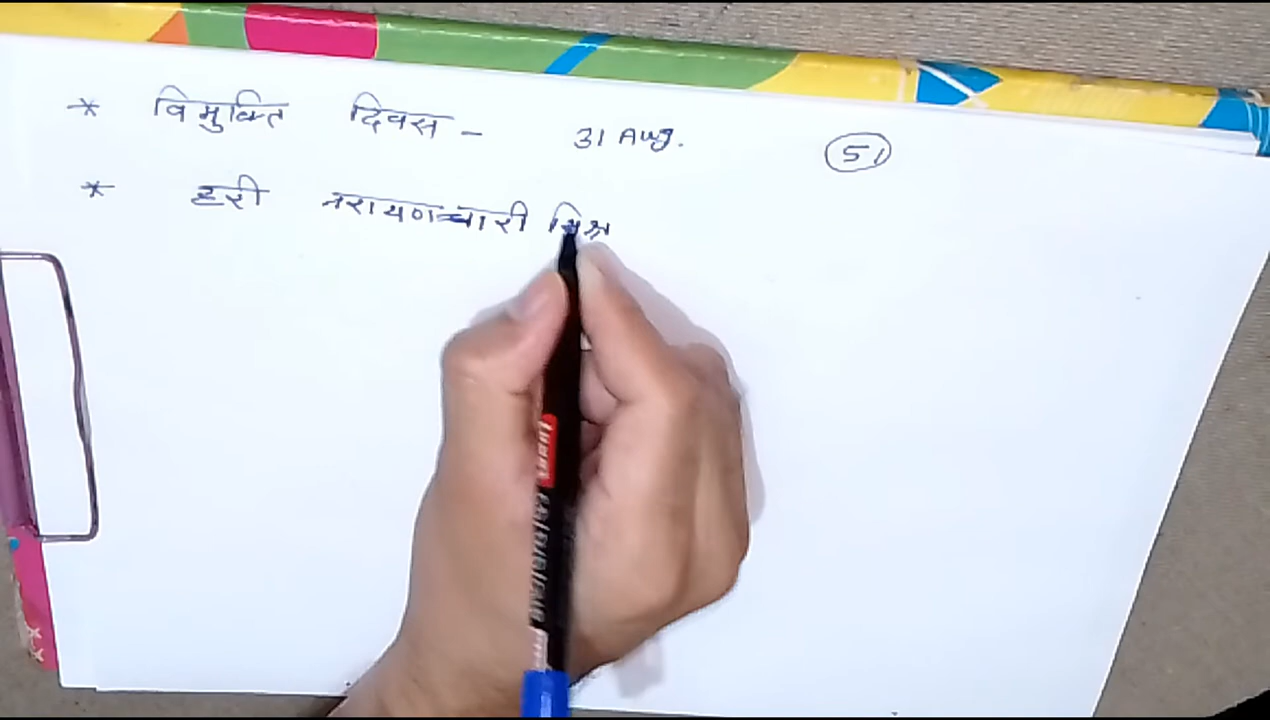 * विमुक्ति दिवस - 31 Aug. 51
* हरी नरायणचारी मिश्र